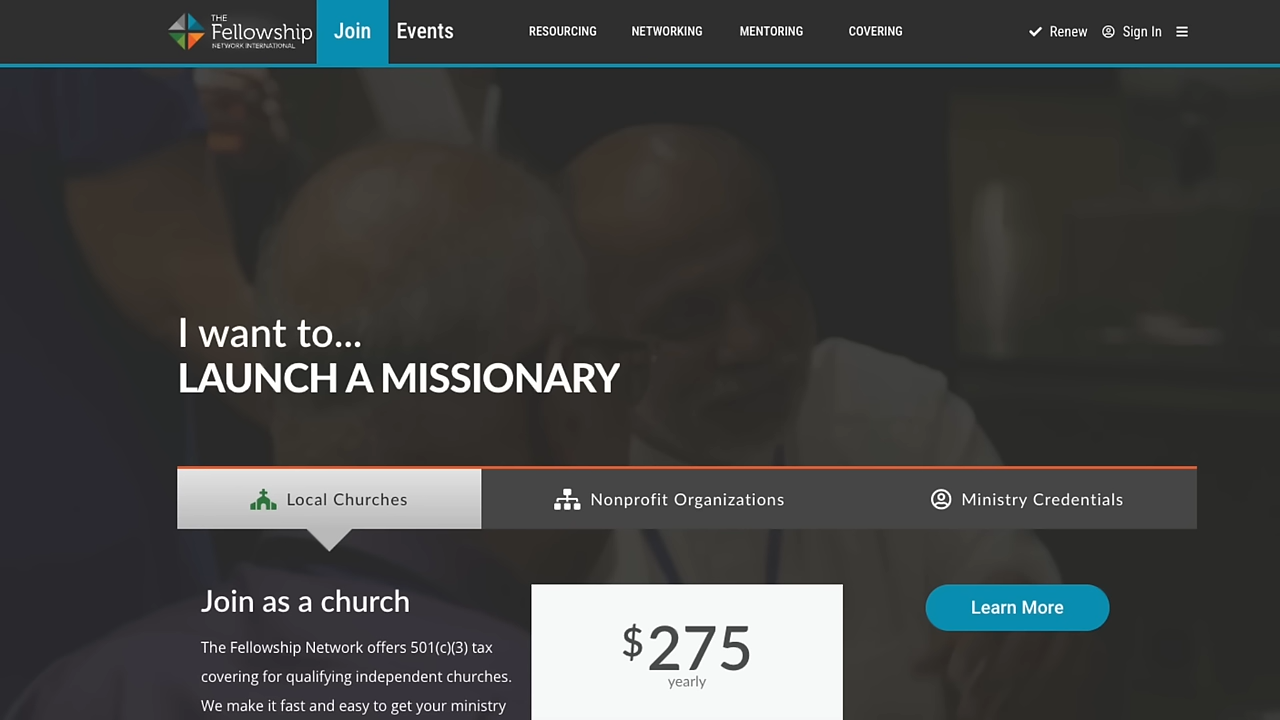 THE
Fellowship
NETWORK INTERNATIONAL
Join
Events
RESOURCING
NETWORKING
MENTORING
COVERING
Renew
Sign In
I want to...
LAUNCH A MISSIONARY
Local Churches
Nonprofit Organizations
Ministry Credentials
Join as a church
The Fellowship Network offers 501(c)(3) tax
covering for qualifying independent churches.
We make it fast and easy to get your ministry
$275
yearly
Learn More